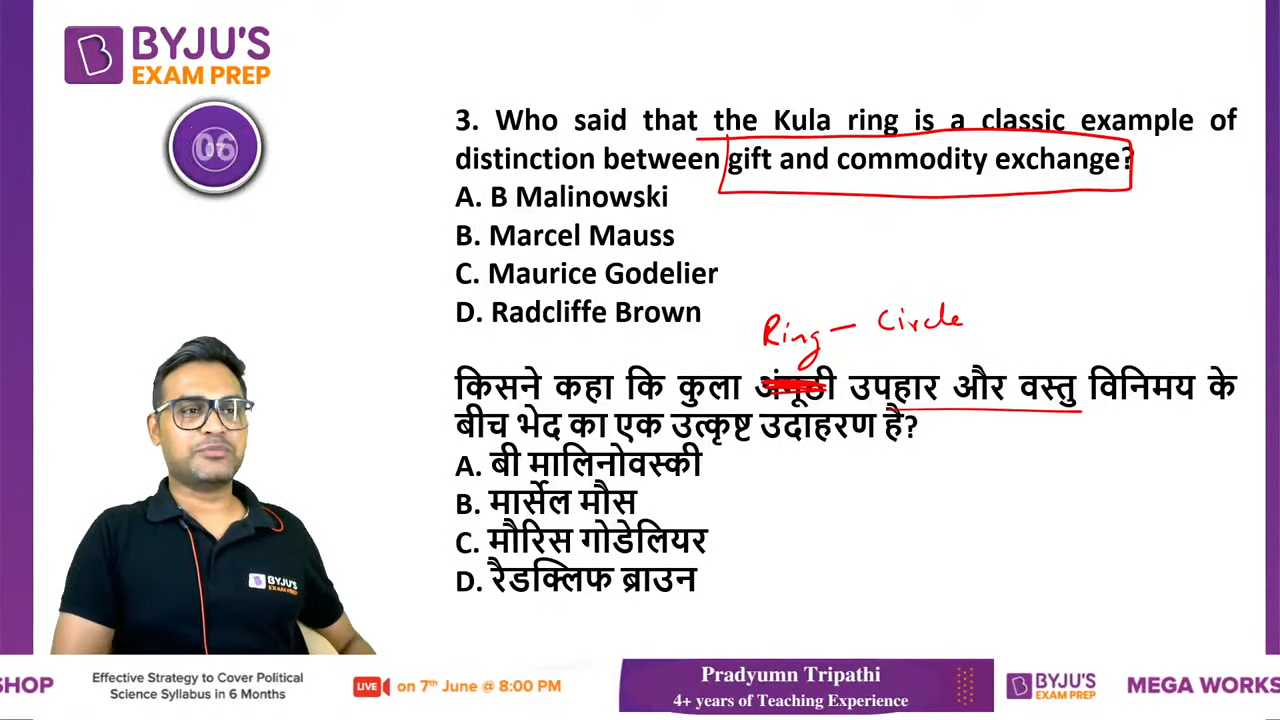 BYJU'S
EXAM PREP
06
3. Who said that the Kula ring is a classic example of
distinction between gift and commodity exchange?
A. B Malinowski
B. Marcel Mauss
C. Maurice Godelier
D. Radcliffe Brown
Ring – Circle
किसने कहा कि कुला अंगूठी उपहार और वस्तु विनिमय के
बीच भेद का एक उत्कृष्ट उदाहरण है?
A. बी मालिनोवस्की
B. मार्सेल मौस
C. मौरिस गोडेलियर
D. रैडक्लिफ ब्राउन
BYJU'S
EXAM PREP
SHOP
Effective Strategy to Cover Political
Science Syllabus in 6 Months
LIVE on 7th June @ 8:00 PM
Pradyumn Tripathi
4+ years of Teaching Experience
BYJU'S
EXAM PREP
MEGA WORKS